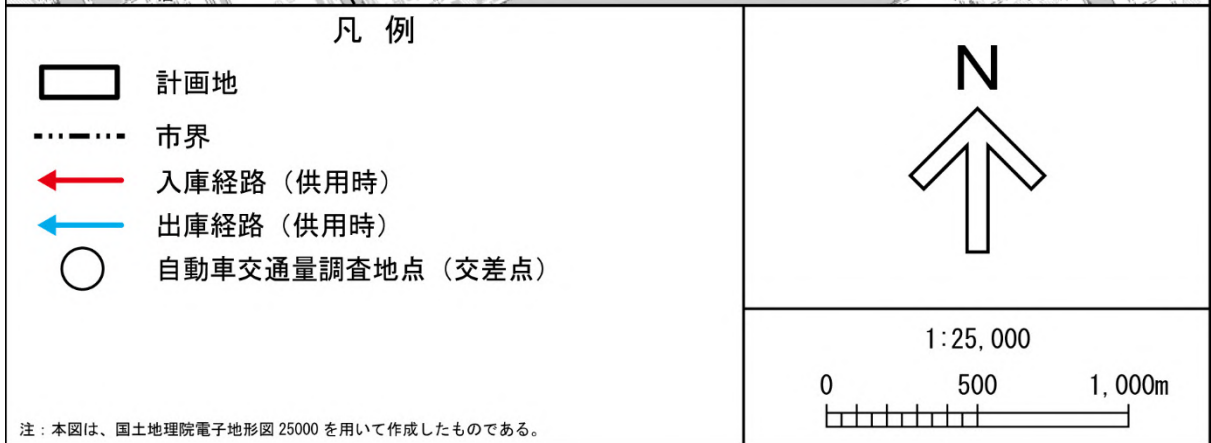 凡 例
計画地
市界
入庫経路（供用時）
出庫経路（供用時）
自動車交通量調査地点（交差点）
注：本図は、国土地理院電子地形図 25000 を用いて作成したものである。
N
1:25,000
0 500 1,000m